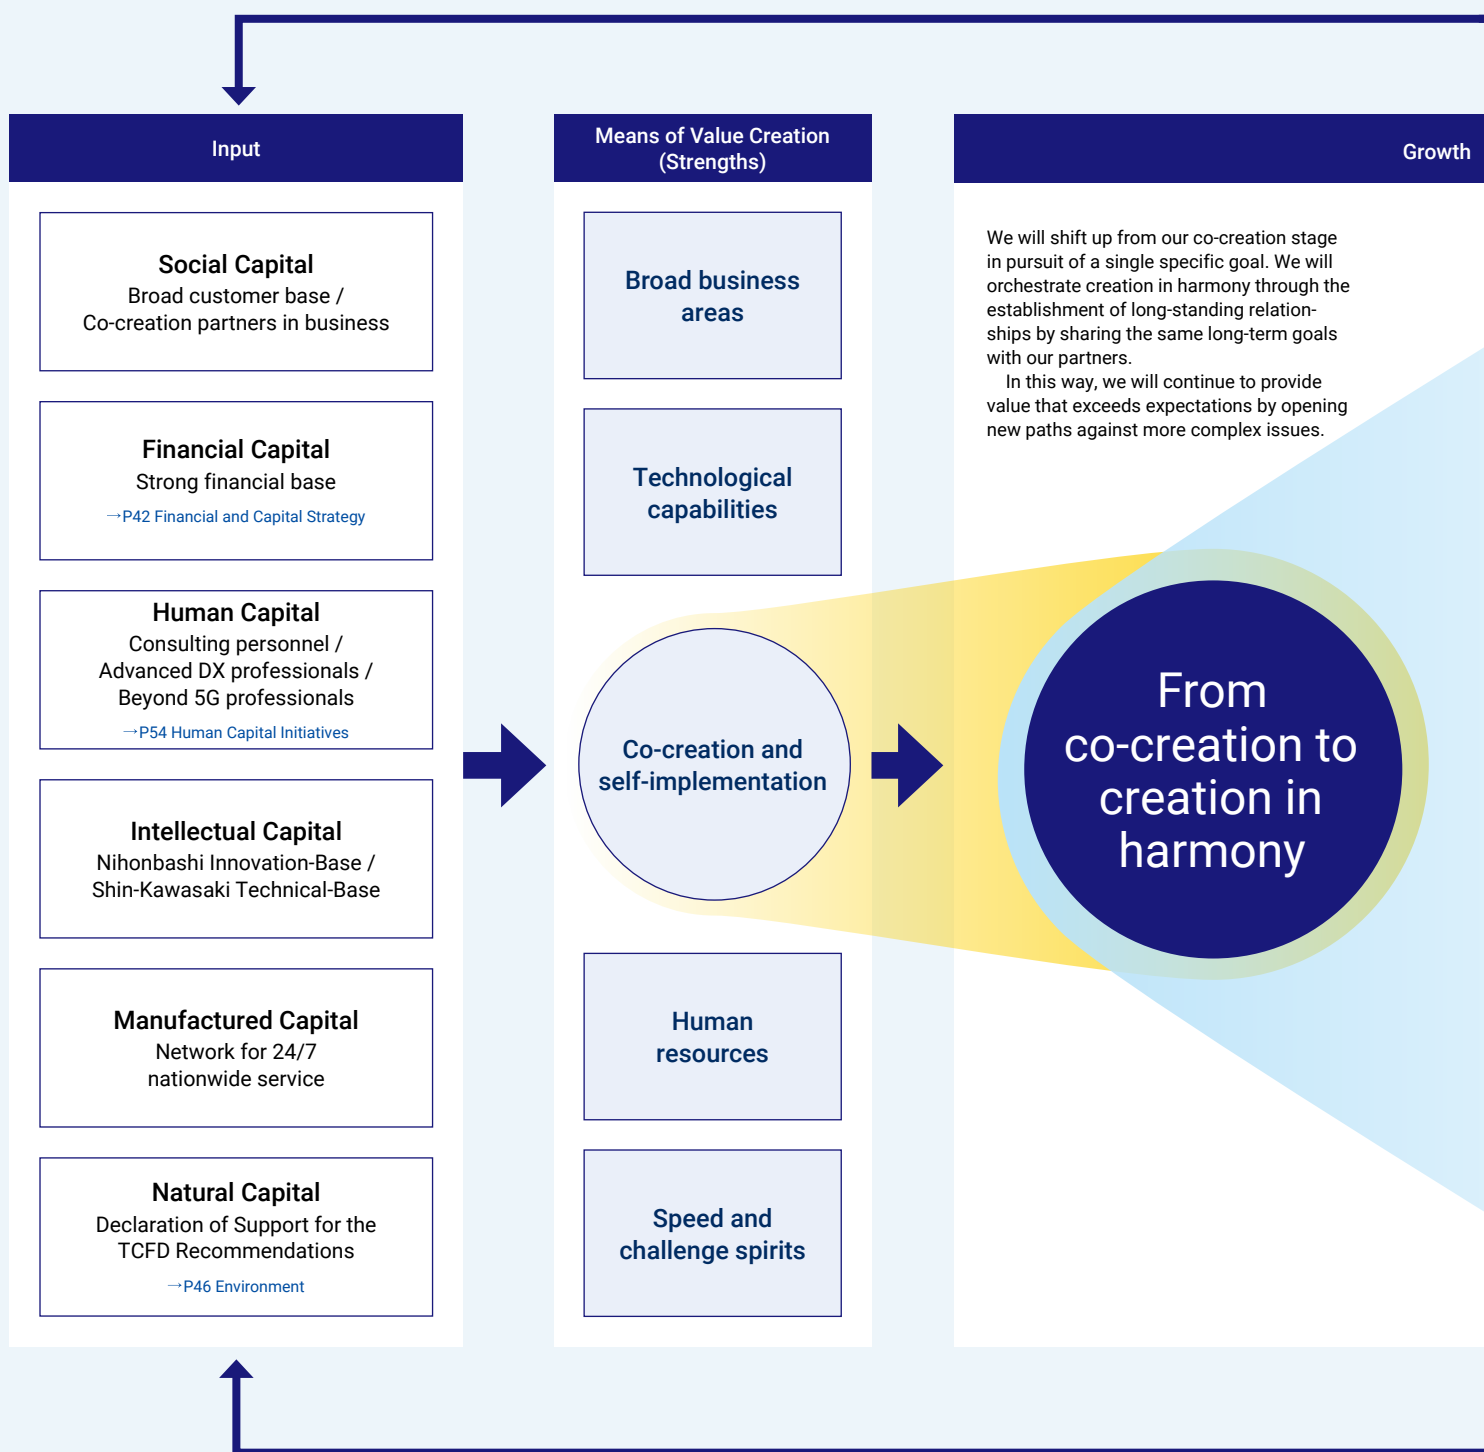 Input
Social Capital
Broad customer base /
Co-creation partners in business
Financial Capital
Strong financial base
→P42 Financial and Capital Strategy
Human Capital
Consulting personnel /
Advanced DX professionals /
Beyond 5G professionals
→P54 Human Capital Initiatives
Intellectual Capital
Nihonbashi Innovation-Base /
Shin-Kawasaki Technical-Base
Manufactured Capital
Network for 24/7
nationwide service
Natural Capital
Declaration of Support for the
TCFD Recommendations
→P46 Environment
Means of Value Creation
(Strengths)
Broad business
areas
Technological
capabilities
Co-creation and
self-implementation
Human
resources
Speed and
challenge spirits
Growth
We will shift up from our co-creation stage
in pursuit of a single specific goal. We will
orchestrate creation in harmony through the
establishment of long-standing relation-
ships by sharing the same long-term goals
with our partners.
In this way, we will continue to provide
value that exceeds expectations by opening
new paths against more complex issues.
From
co-creation to
creation in
harmony